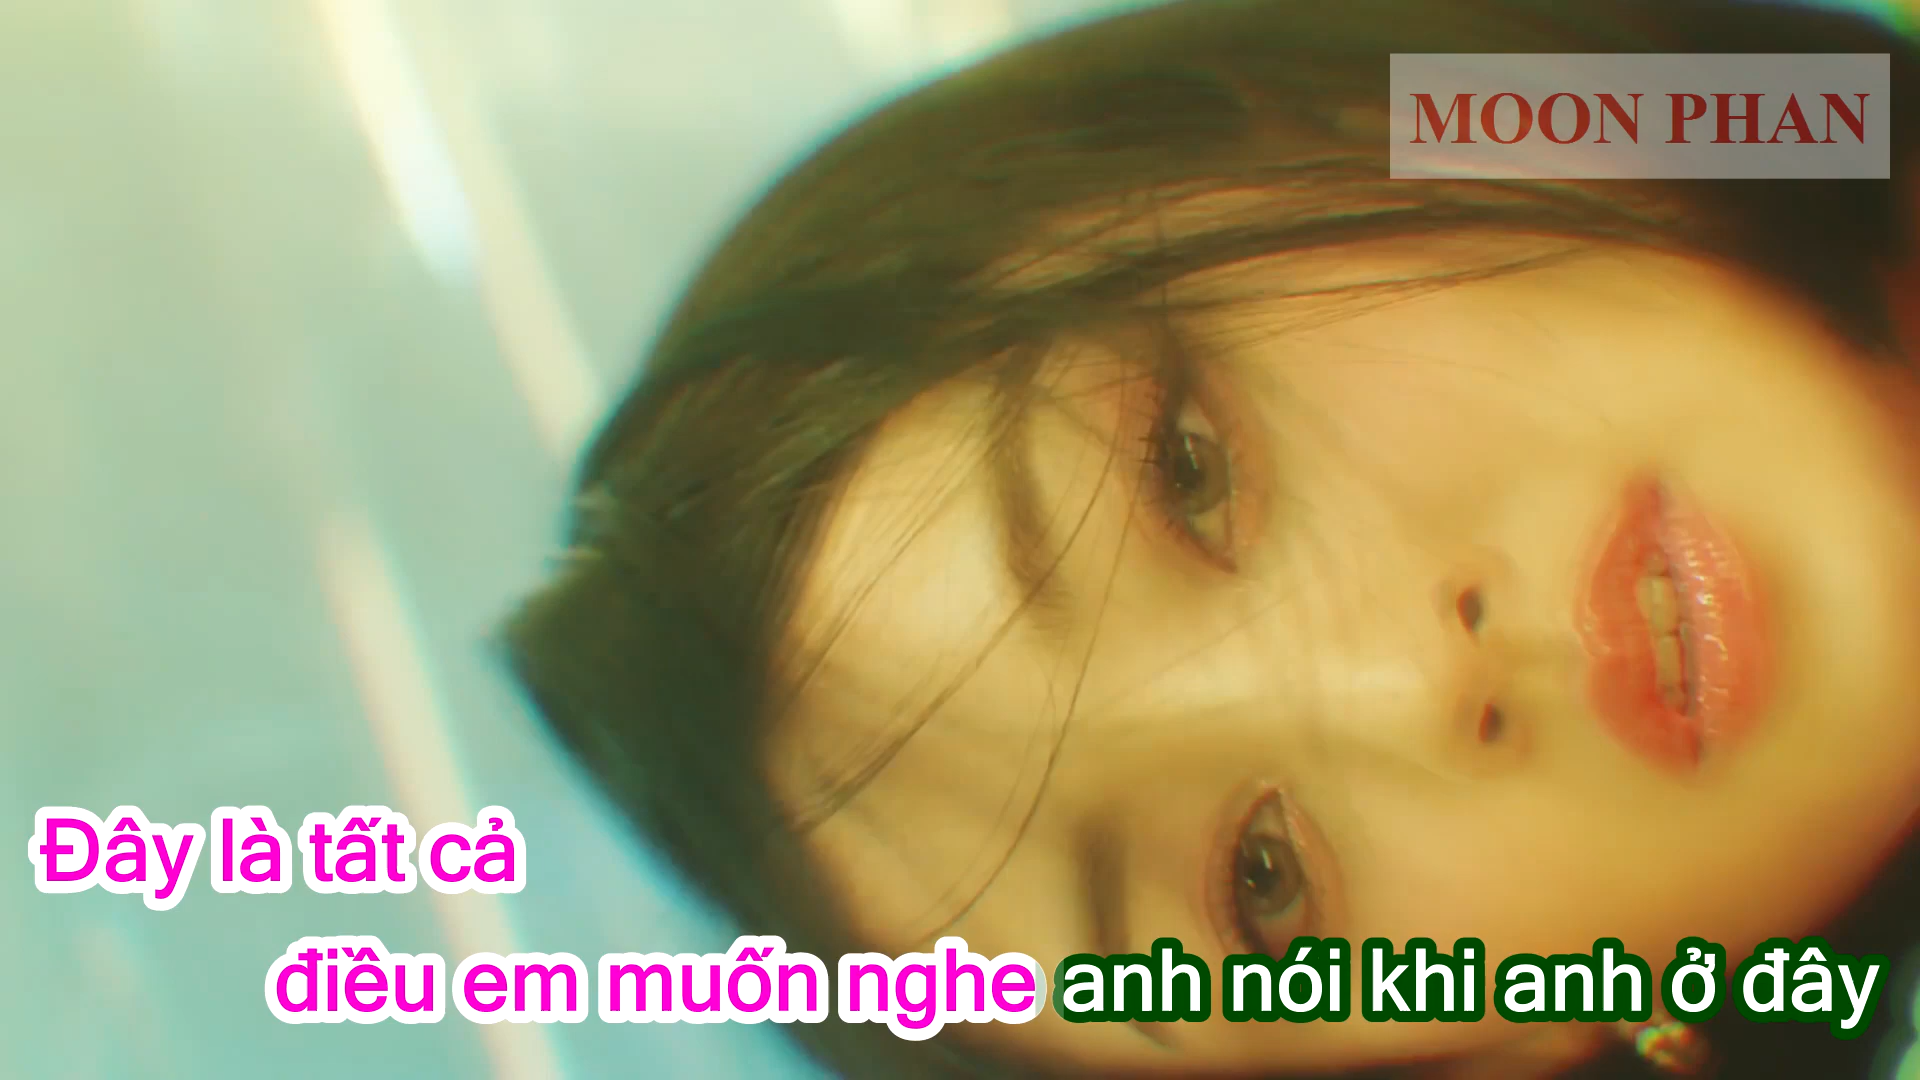 MOON PHAN
Đây là tất cả
điều em muốn nghe anh nói khi anh ở đây